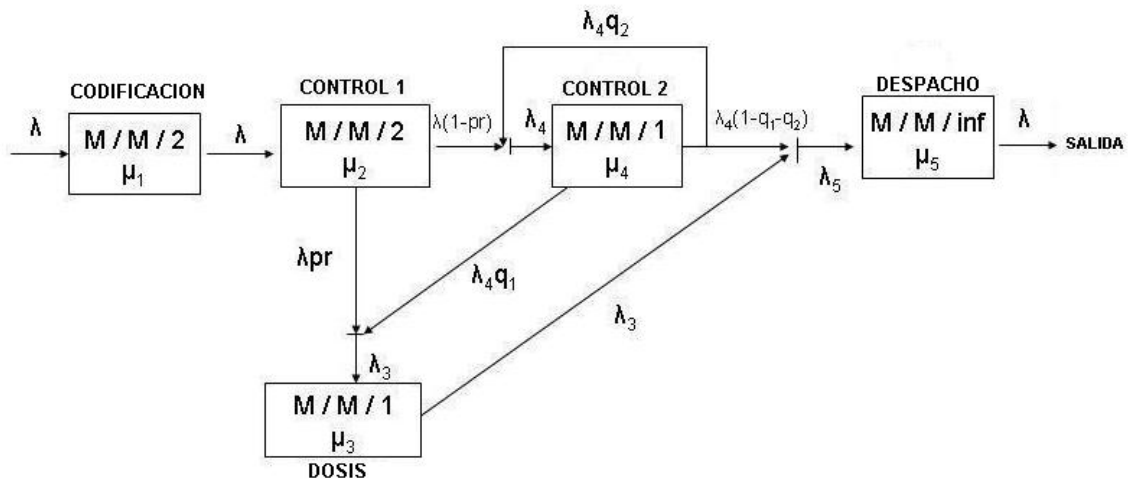 λ₄q₂
CODIFICACION
CONTROL 1
CONTROL 2
DESPACHO
λ
M / M / 2
μ₁
λ
M / M / 2
μ₂
λ(1-pr)
λ₄
M / M / 1
μ₄
λ₄(1-q₁-q₂)
λ₅
M / M / inf
μ₅
λ
SALIDA
λpr
λ₄q₁
λ₃
λ₃
M / M / 1
μ₃
DOSIS